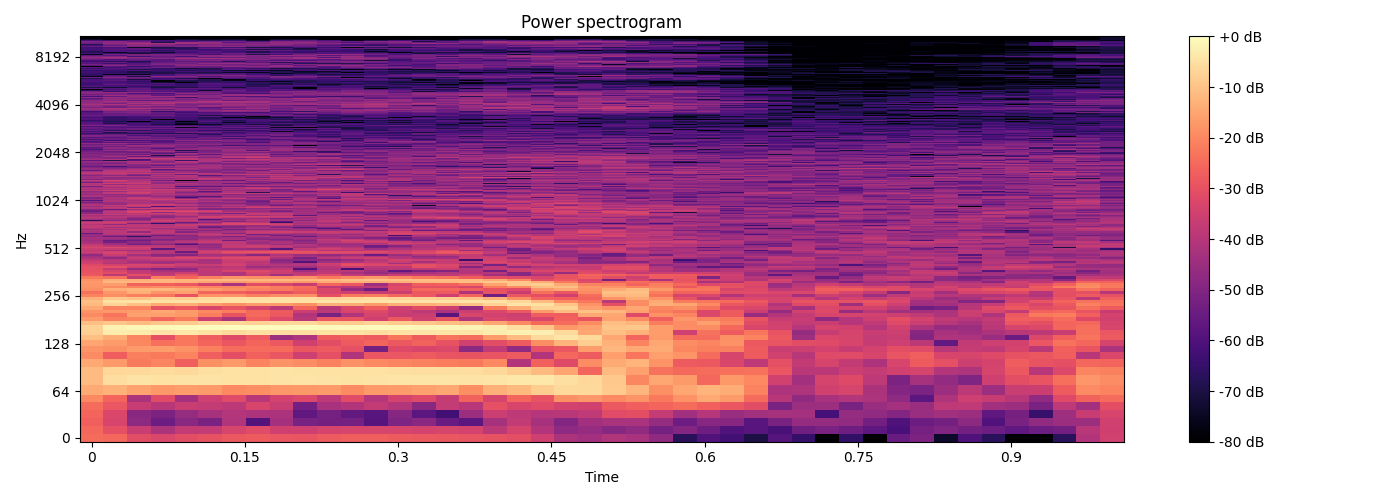 Power spectrogram
Hz
8192
4096
2048
1024
512
256
128
64
0
0 0.15 0.3 0.45 0.6 0.75 0.9
Time
+0 dB
-10 dB
-20 dB
-30 dB
-40 dB
-50 dB
-60 dB
-70 dB
-80 dB